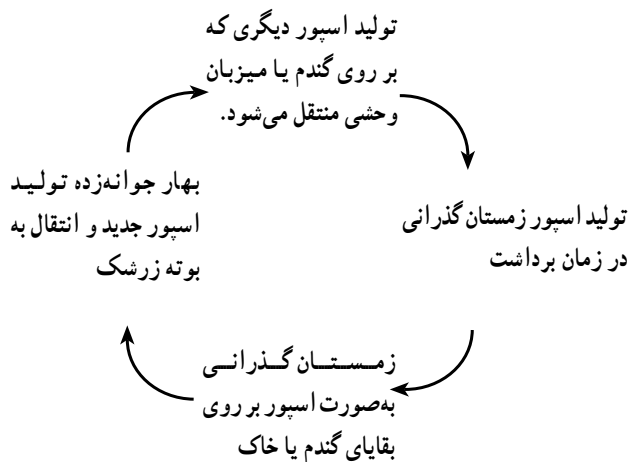 تولید اسپور دیگری که
بر روی گندم یا میزبان
وحشی منتقل می‌شود.
تولید اسپور زمستان گذرانی
در زمان برداشت
زمستان گذرانی
به‌صورت اسپور بر روی
بقایای گندم یا خاک
بهار جوانه‌زده تولید
اسپور جدید و انتقال به
بوته زرشک